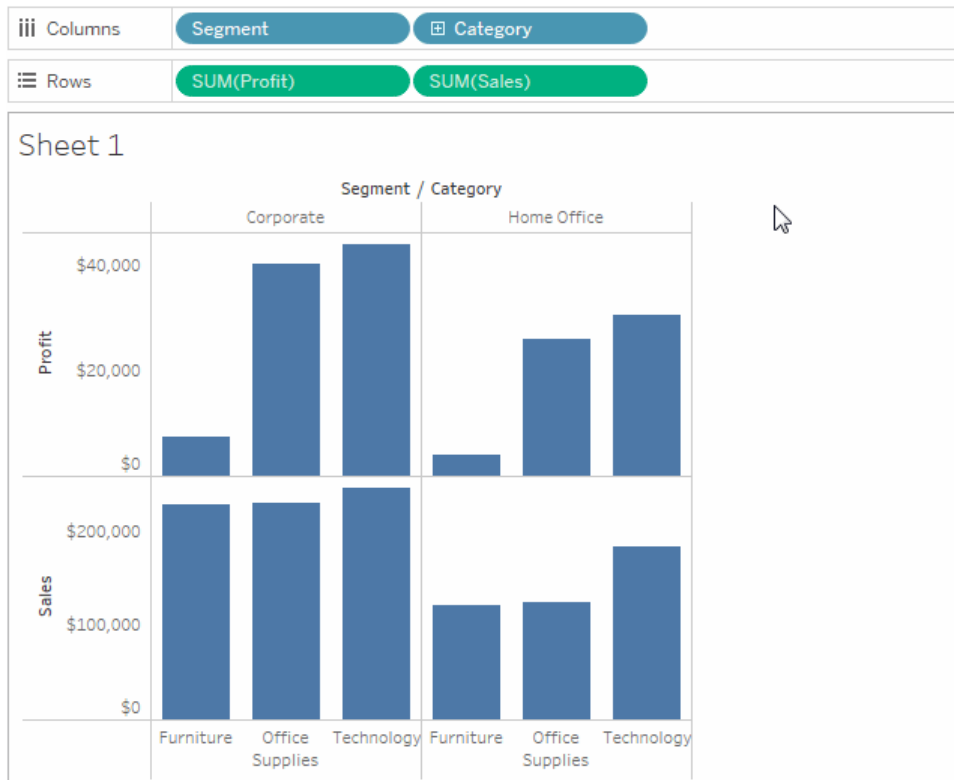 Columns Segment Category
Rows SUM(Profit) SUM(Sales)
Sheet 1
Segment / Category
Corporate Home Office
$40,000
Profit
$20,000
$0
$200,000
Sales
$100,000
$0
Furniture Office Technology Furniture Office Technology
Supplies Supplies